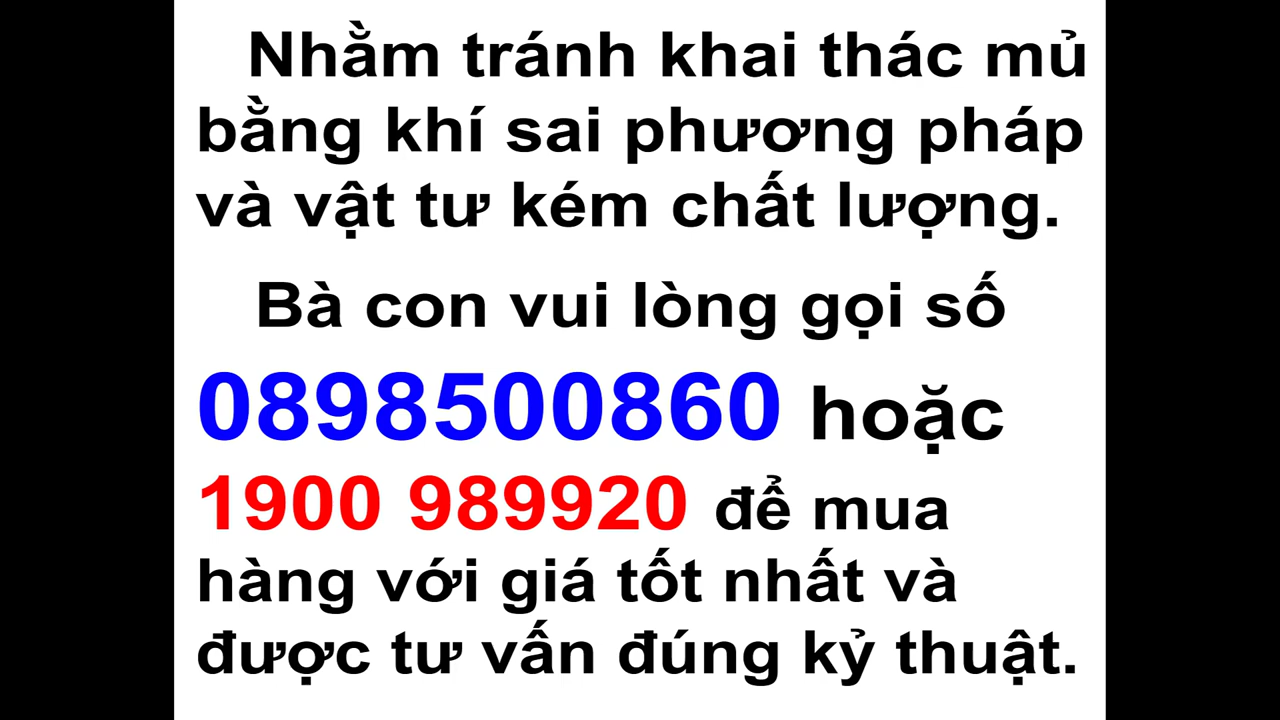 Nhằm tránh khai thác mủ
bằng khí sai phương pháp
và vật tư kém chất lượng.
Bà con vui lòng gọi số
0898500860 hoặc
1900 989920 để mua
hàng với giá tốt nhất và
được tư vấn đúng kỷ thuật.